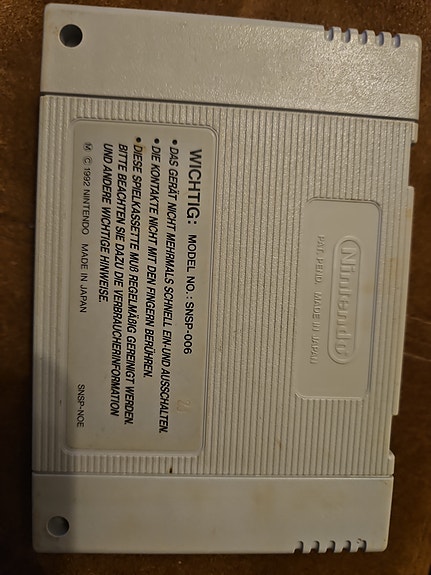 Nintendo
PAT. PEND. MADE IN JAPAN
WICHTIG: MODEL NO.: SNSP-006
• DAS GERÄT NICHT MEHRMALS SCHNELL EIN-UND AUSSCHALTEN.
• DIE KONTAKTE NICHT MIT DEN FINGERN BERÜHREN.
• DIESE SPIELKASSETTE MUß REGELMÄßIG GEREINIGT WERDEN.
BITTE BEACHTEN SIE DAZU DIE VERBRAUCHERINFORMATION
UND ANDERE WICHTIGE HINWEISE.
Ⓜ © 1992 NINTENDO MADE IN JAPAN SNSP-NOE